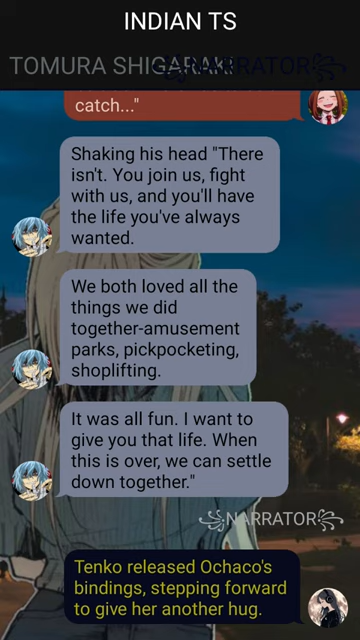 INDIAN TS
TOMURA SHIGARAKI
꧁NARRATOR꧂
catch..."
Shaking his head "There
isn't. You join us, fight
with us, and you'll have
the life you've always
wanted.
We both loved all the
things we did
together-amusement
parks, pickpocketing,
shoplifting.
It was all fun. I want to
give you that life. When
this is over, we can settle
down together."
꧁NARRATOR꧂
Tenko released Ochaco's
bindings, stepping forward
to give her another hug.